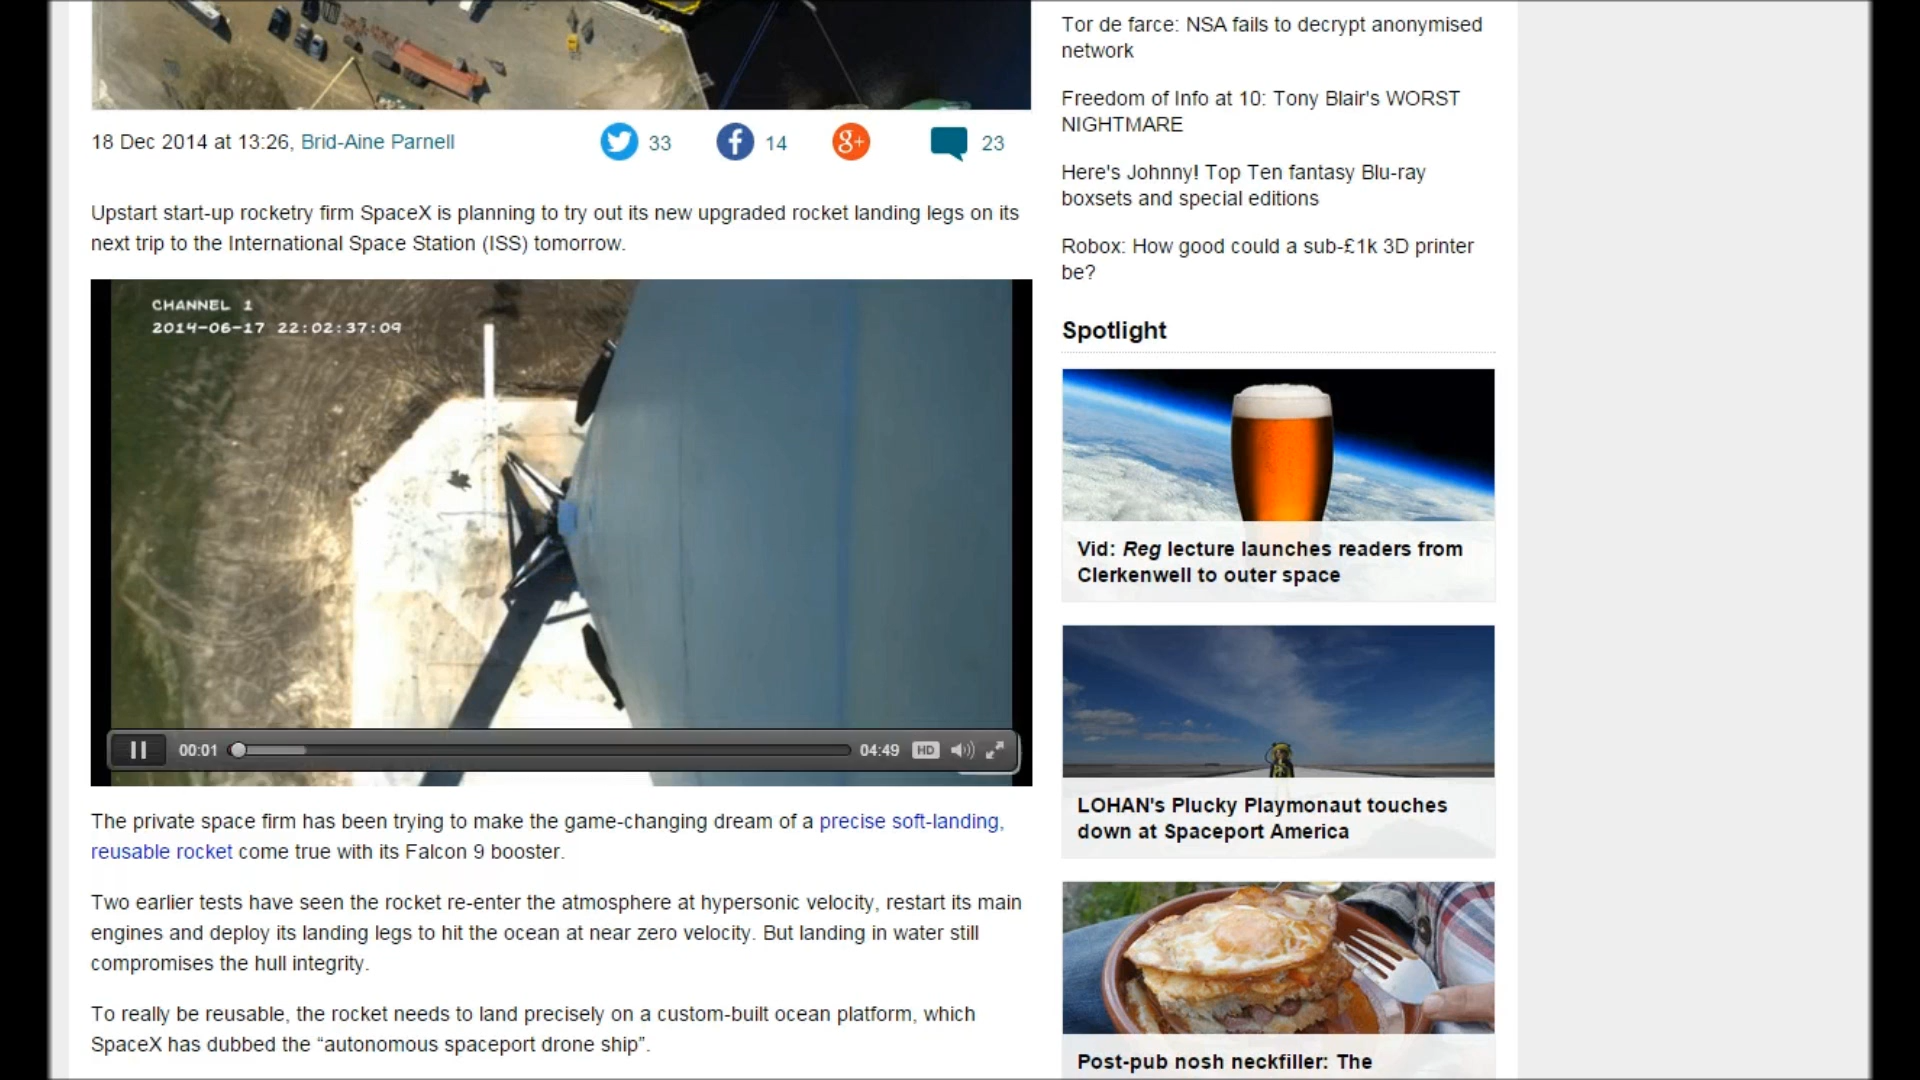 18 Dec 2014 at 13:26, Brid-Aine Parnell
33
14
g+
23
Upstart start-up rocketry firm SpaceX is planning to try out its new upgraded rocket landing legs on its
next trip to the International Space Station (ISS) tomorrow.
CHANNEL 1
2014-06-17 22:02:37:09
00:01
04:49
HD
The private space firm has been trying to make the game-changing dream of a precise soft-landing,
reusable rocket come true with its Falcon 9 booster.
Two earlier tests have seen the rocket re-enter the atmosphere at hypersonic velocity, restart its main
engines and deploy its landing legs to hit the ocean at near zero velocity. But landing in water still
compromises the hull integrity.
To really be reusable, the rocket needs to land precisely on a custom-built ocean platform, which
SpaceX has dubbed the “autonomous spaceport drone ship”.
Tor de farce: NSA fails to decrypt anonymised
network
Freedom of Info at 10: Tony Blair's WORST
NIGHTMARE
Here's Johnny! Top Ten fantasy Blu-ray
boxsets and special editions
Robox: How good could a sub-£1k 3D printer
be?
Spotlight
Vid: Reg lecture launches readers from
Clerkenwell to outer space
LOHAN's Plucky Playmonaut touches
down at Spaceport America
Post-pub nosh neckfiller: The